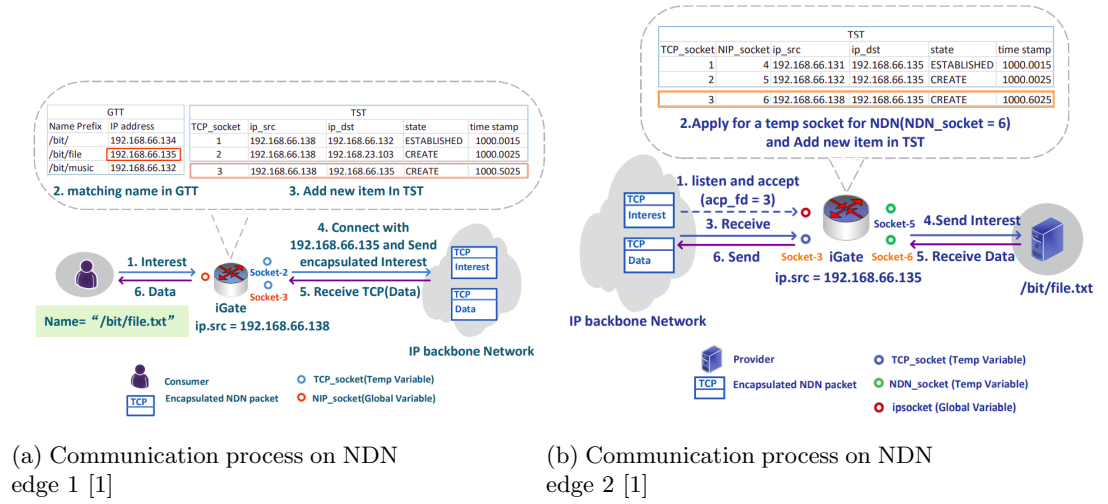 GTT
Name Prefix IP address
/bit/ 192.168.66.134
/bit/file 192.168.66.135
/bit/music 192.168.66.132
2. matching name in GTT
TST
TCP_socket ip_src ip_dst state time stamp
1 192.168.66.138 192.168.66.132 ESTABLISHED 1000.0015
2 192.168.66.138 192.168.23.103 CREATE 1000.0025
3 192.168.66.138 192.168.66.135 CREATE 1000.5025
3. Add new item In TST
4. Connect with
192.168.66.135 and Send
encapsulated Interest
1. Interest
6. Data
Socket-2
Socket-3
5. Receive TCP(Data)
TCP
Interest
TCP
Data
Name= “/bit/file.txt”
iGate
ip.src = 192.168.66.138
IP backbone Network
Consumer
TCP_socket(Temp Variable)
TCP
Encapsulated NDN packet
NIP_socket(Global Variable)
(a) Communication process on NDN
edge 1 [1]
TST
TCP_socket NIP_socket ip_src ip_dst state time stamp
1 4 192.168.66.131 192.168.66.135 ESTABLISHED 1000.0015
2 5 192.168.66.132 192.168.66.135 CREATE 1000.0025
3 6 192.168.66.138 192.168.66.135 CREATE 1000.6025
2.Apply for a temp socket for NDN(NDN_socket = 6)
and Add new item in TST
1. listen and accept
(acp_fd = 3)
TCP
Interest
TCP
Data
3. Receive
6. Send
Socket-3
iGate
Socket-5
Socket-6
4.Send Interest
5. Receive Data
ip.src = 192.168.66.135
/bit/file.txt
IP backbone Network
Provider
TCP_socket (Temp Variable)
TCP
Encapsulated NDN packet
NDN_socket (Temp Variable)
ipsocket (Global Variable)
(b) Communication process on NDN
edge 2 [1]